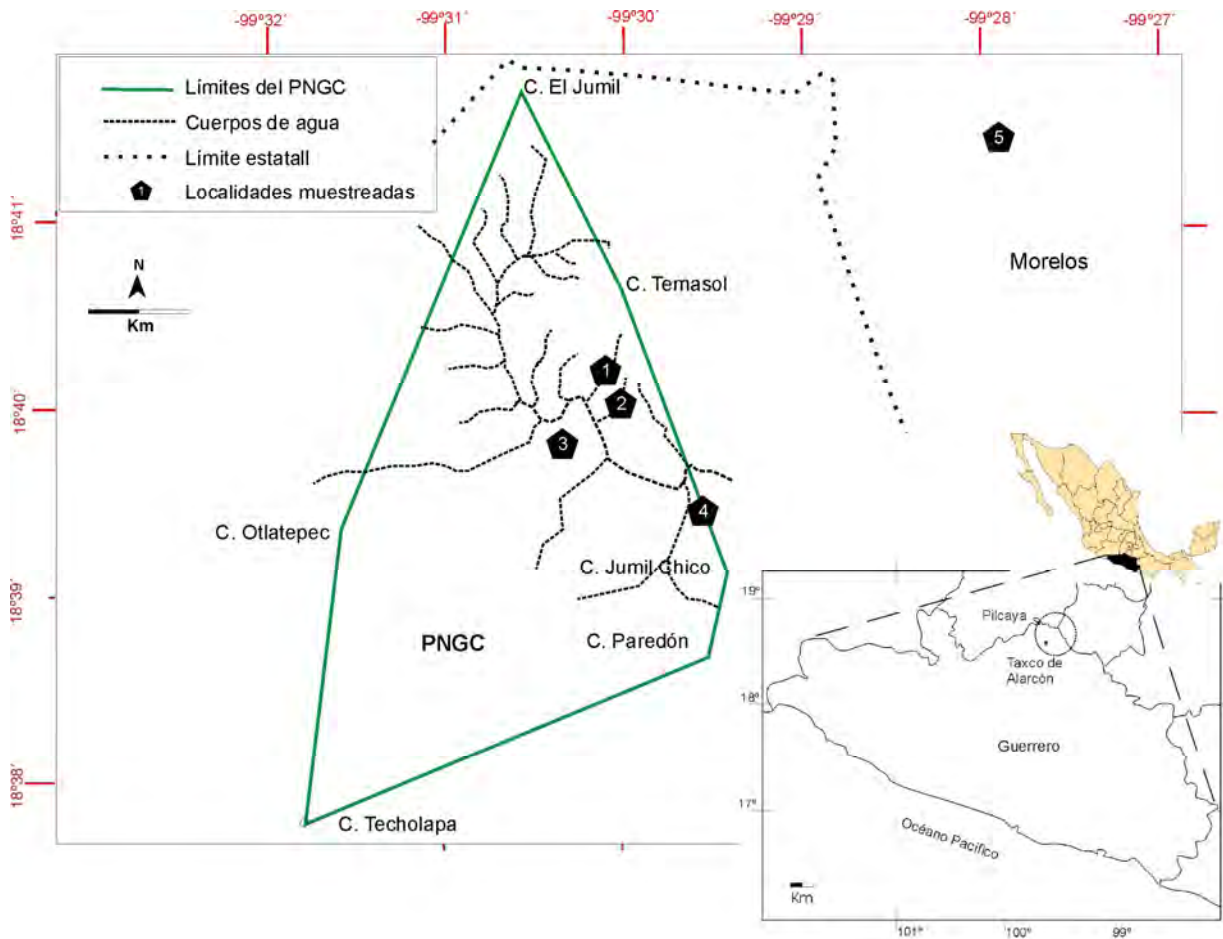 -99°32´ -99°31´ -99°30´ -99°29´ -99°28´ -99°27´
Límites del PNGC
Cuerpos de agua
Límite estatall
1 Localidades muestreadas
C. El Jumil
5
18°41´
Morelos
N
Km
C. Temasol
1
18°40´
2
3
4
C. Otlatepec
C. Jumil Chico
18°39´
PNGC
C. Paredón
18°38´
C. Techolapa
19°
Pilcaya
Taxco de
Alarcón
18°
Guerrero
17°
Océano Pacífico
Km
101° 100° 99°